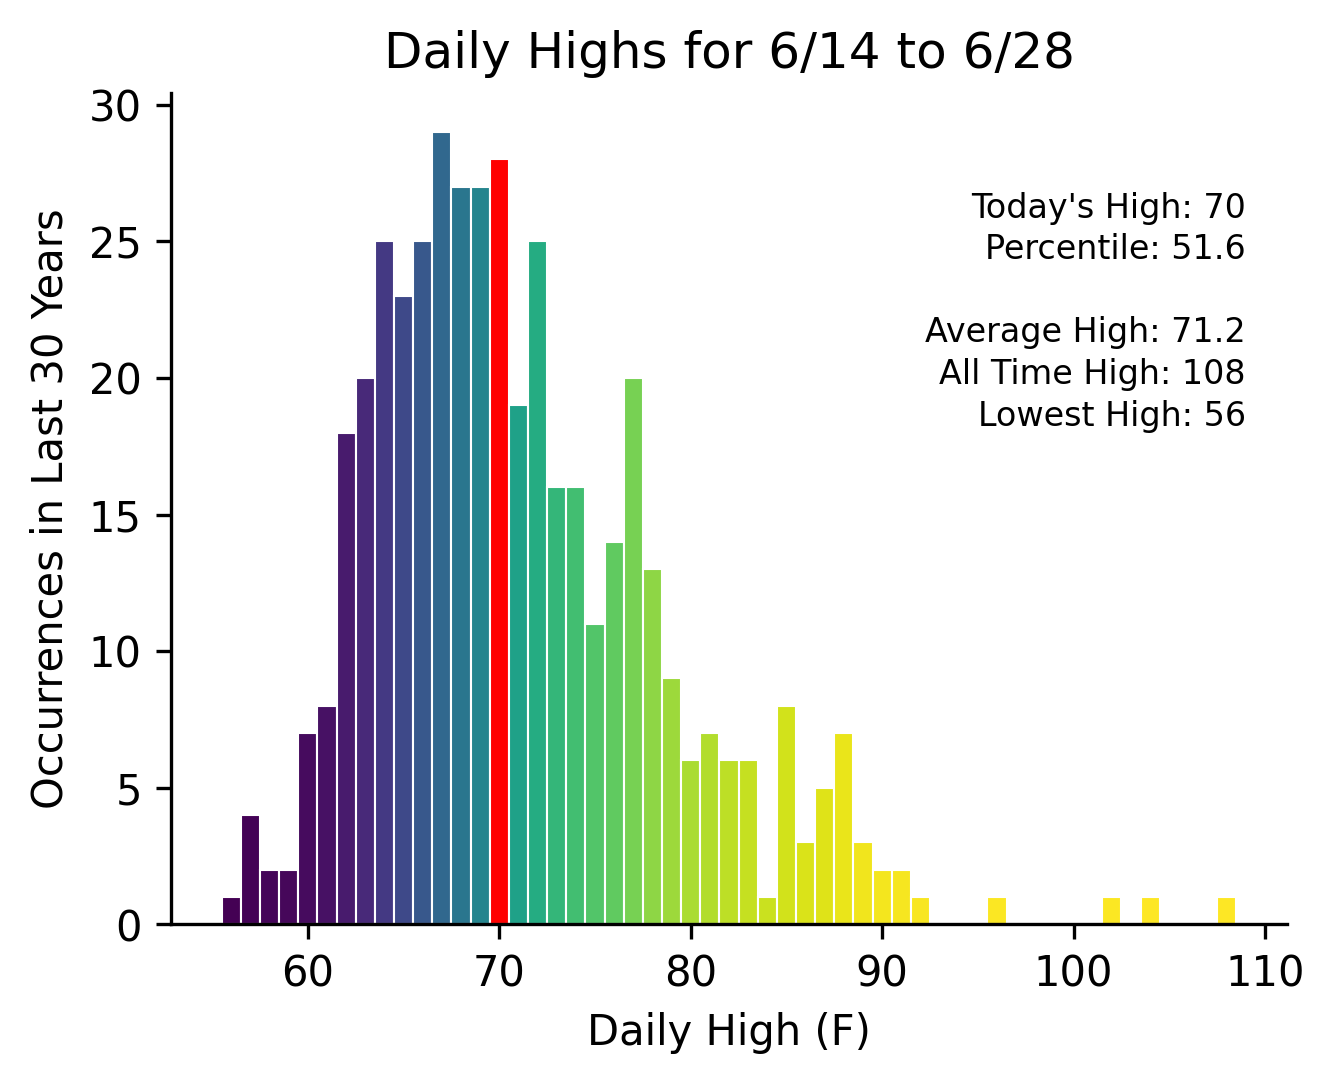 Daily Highs for 6/14 to 6/28
30
25
20
15
10
5
0
Occurrences in Last 30 Years
Today's High: 70
Percentile: 51.6
Average High: 71.2
All Time High: 108
Lowest High: 56
60 70 80 90 100 110
Daily High (F)